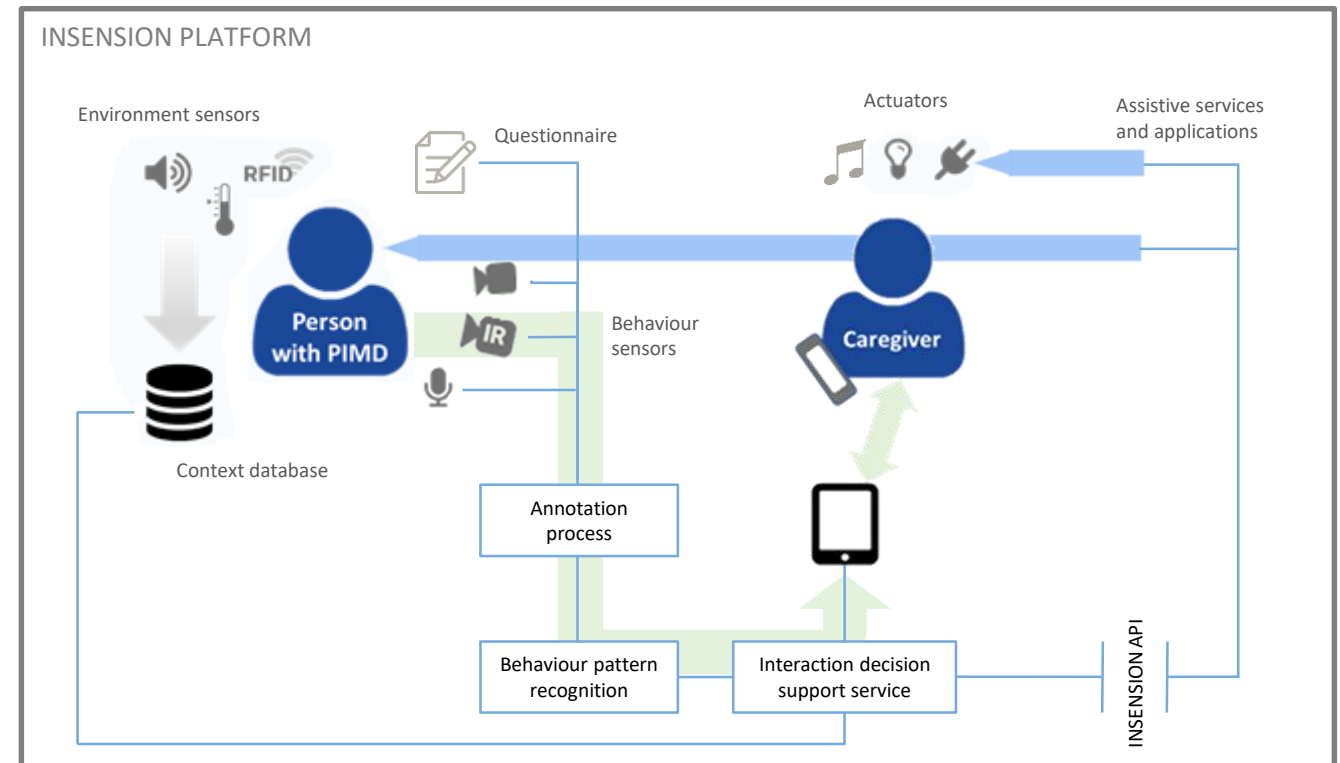 INSENSION PLATFORM
Environment sensors
RFID
Questionnaire
Actuators
Assistive services
and applications
Person
with PIMD
IR
Behaviour
sensors
Caregiver
Context database
Annotation
process
Behaviour pattern
recognition
Interaction decision
support service
INSENSION API